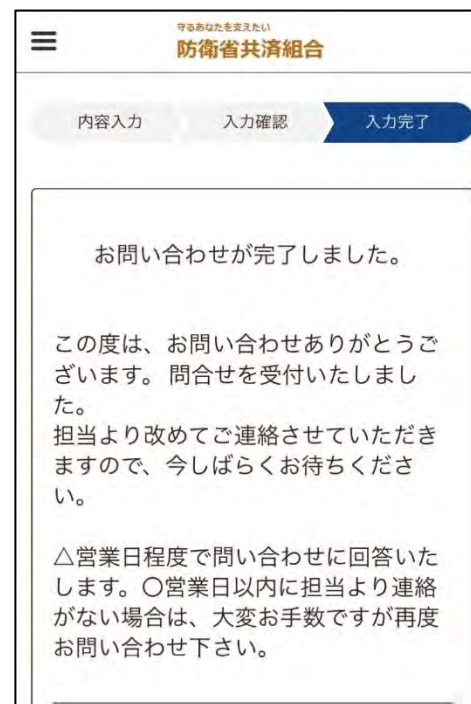 守るあなたを支えたい
防衛省共済組合
内容入力 入力確認 入力完了
お問い合わせが完了しました。
この度は、お問い合わせありがとうご
ざいます。 問合せを受付いたしまし
た。
担当より改めてご連絡させていただき
ますので、今しばらくお待ちくださ
い。
△営業日程度で問い合わせに回答いた
します。〇営業日以内に担当より連絡
がない場合は、大変お手数ですが再度
お問い合わせ下さい。